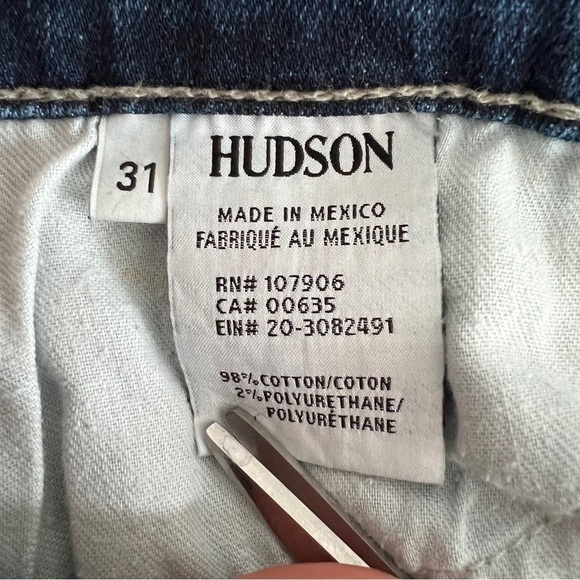 31
HUDSON
MADE IN MEXICO
FABRIQUÉ AU MEXIQUE
RN# 107906
CA# 00635
EIN# 20-3082491
98% COTTON/COTON
2% POLYURETHANE/
POLYURÉTHANE